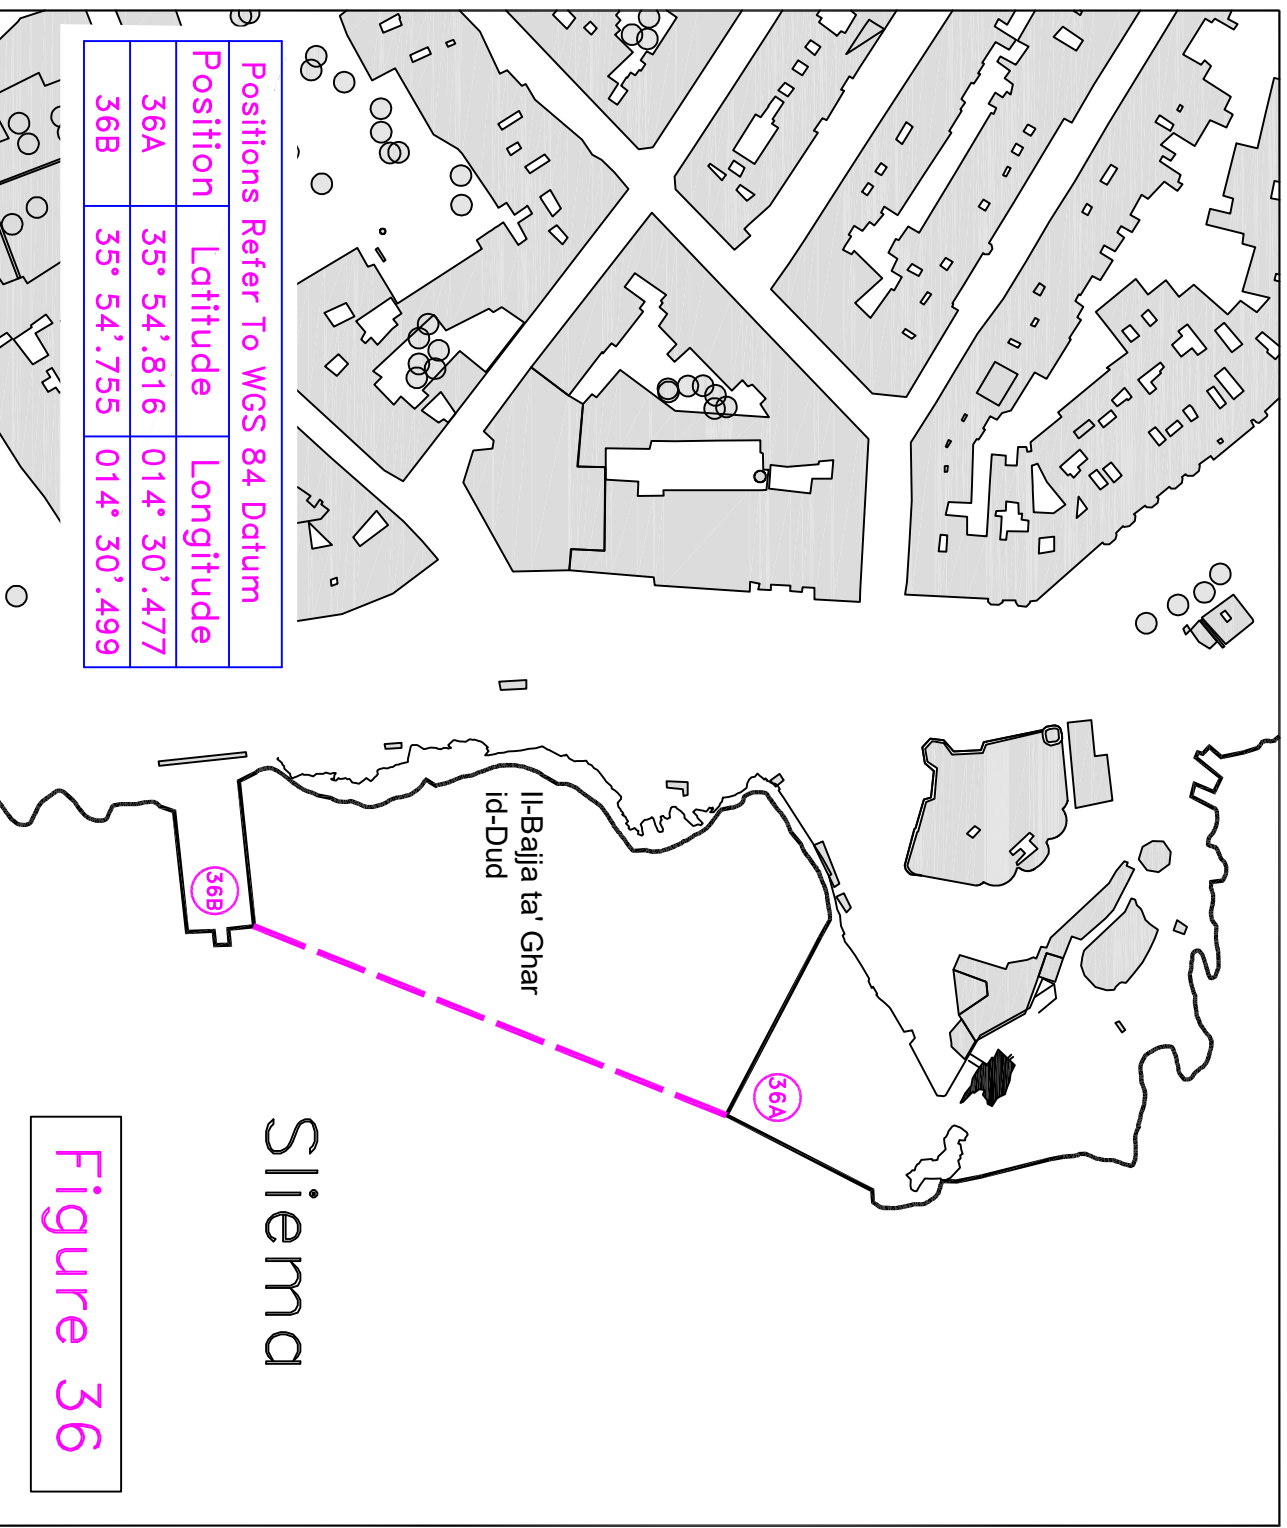 Positions Refer To WGS 84 Datum
Position Latitude Longitude
36A 35° 54'.816 014° 30'.477
36B 35° 54'.755 014° 30'.499
Il-Bajja ta' Ghar
id-Dud
36A
36B
Sliema
Figure 36